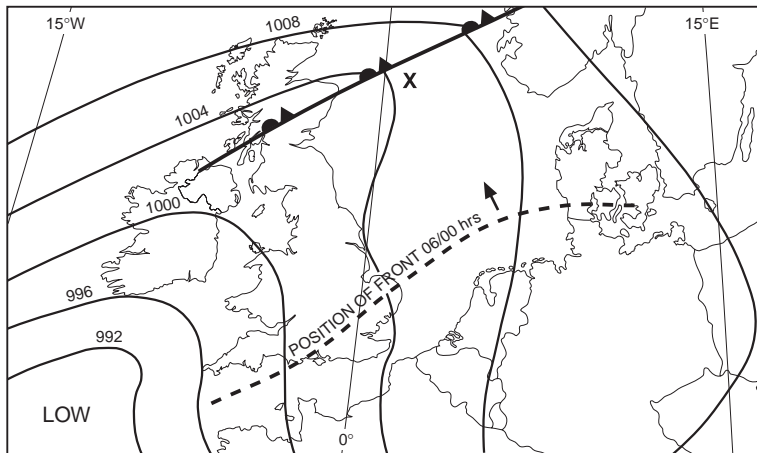 15°W
1008
15°E
X
1004
1000
POSITION OF FRONT 06/00 hrs
996
992
LOW
0°